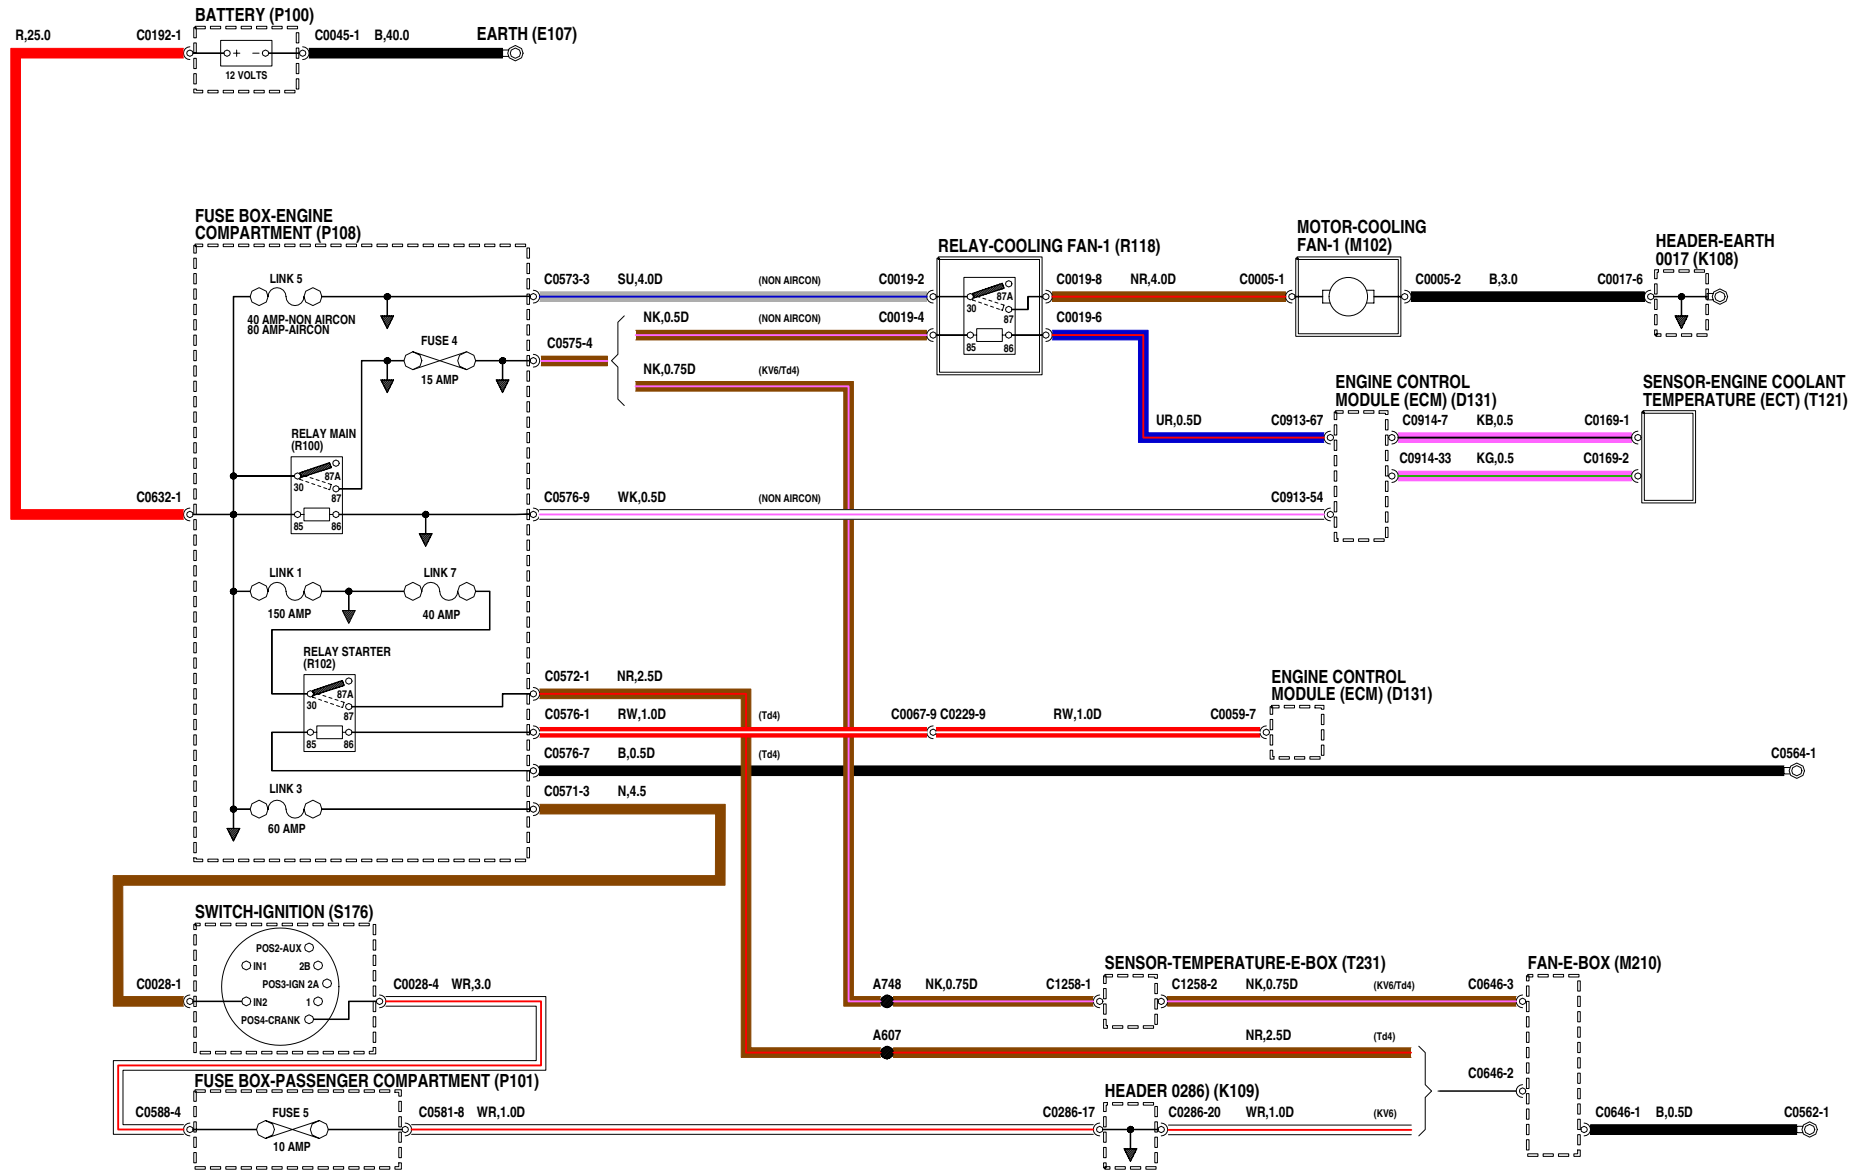 BATTERY (P100)
R,25.0
C0192-1
C0045-1
B,40.0
EARTH (E107)
+
-
12 VOLTS
FUSE BOX-ENGINE
COMPARTMENT (P108)
LINK 5
40 AMP-NON AIRCON
80 AMP-AIRCON
FUSE 4
15 AMP
RELAY MAIN
(R100)
87A
30
87
85
86
C0632-1
LINK 1
150 AMP
LINK 7
40 AMP
RELAY STARTER
(R102)
87A
30
87
85
86
LINK 3
60 AMP
C0573-3
SU,4.0D
(NON AIRCON)
C0019-2
NK,0.5D
(NON AIRCON)
C0019-4
C0575-4
NK,0.75D
(KV6/Td4)
RELAY-COOLING FAN-1 (R118)
87A
30
87
85
86
C0019-8
NR,4.0D
C0005-1
C0019-6
MOTOR-COOLING
FAN-1 (M102)
C0005-2
B,3.0
C0017-6
HEADER-EARTH
0017 (K108)
UR,0.5D
C0913-67
ENGINE CONTROL
MODULE (ECM) (D131)
C0914-7
KB,0.5
C0169-1
C0914-33
KG,0.5
C0169-2
SENSOR-ENGINE COOLANT
TEMPERATURE (ECT) (T121)
C0576-9
WK,0.5D
(NON AIRCON)
C0913-54
C0572-1
NR,2.5D
C0576-1
RW,1.0D
(Td4)
C0067-9 C0229-9
RW,1.0D
C0059-7
ENGINE CONTROL
MODULE (ECM) (D131)
C0576-7
B,0.5D
(Td4)
C0564-1
C0571-3
N,4.5
SWITCH-IGNITION (S176)
POS2-AUX
IN1
2B
POS3-IGN 2A
IN2
1
POS4-CRANK
C0028-1
C0028-4
WR,3.0
A748
NK,0.75D
C1258-1
SENSOR-TEMPERATURE-E-BOX (T231)
C1258-2
NK,0.75D
(KV6/Td4)
C0646-3
FAN-E-BOX (M210)
A607
NR,2.5D
(Td4)
C0646-2
FUSE BOX-PASSENGER COMPARTMENT (P101)
C0588-4
FUSE 5
10 AMP
C0581-8
WR,1.0D
C0286-17
HEADER 0286) (K109)
C0286-20
WR,1.0D
(KV6)
C0646-1
B,0.5D
C0562-1